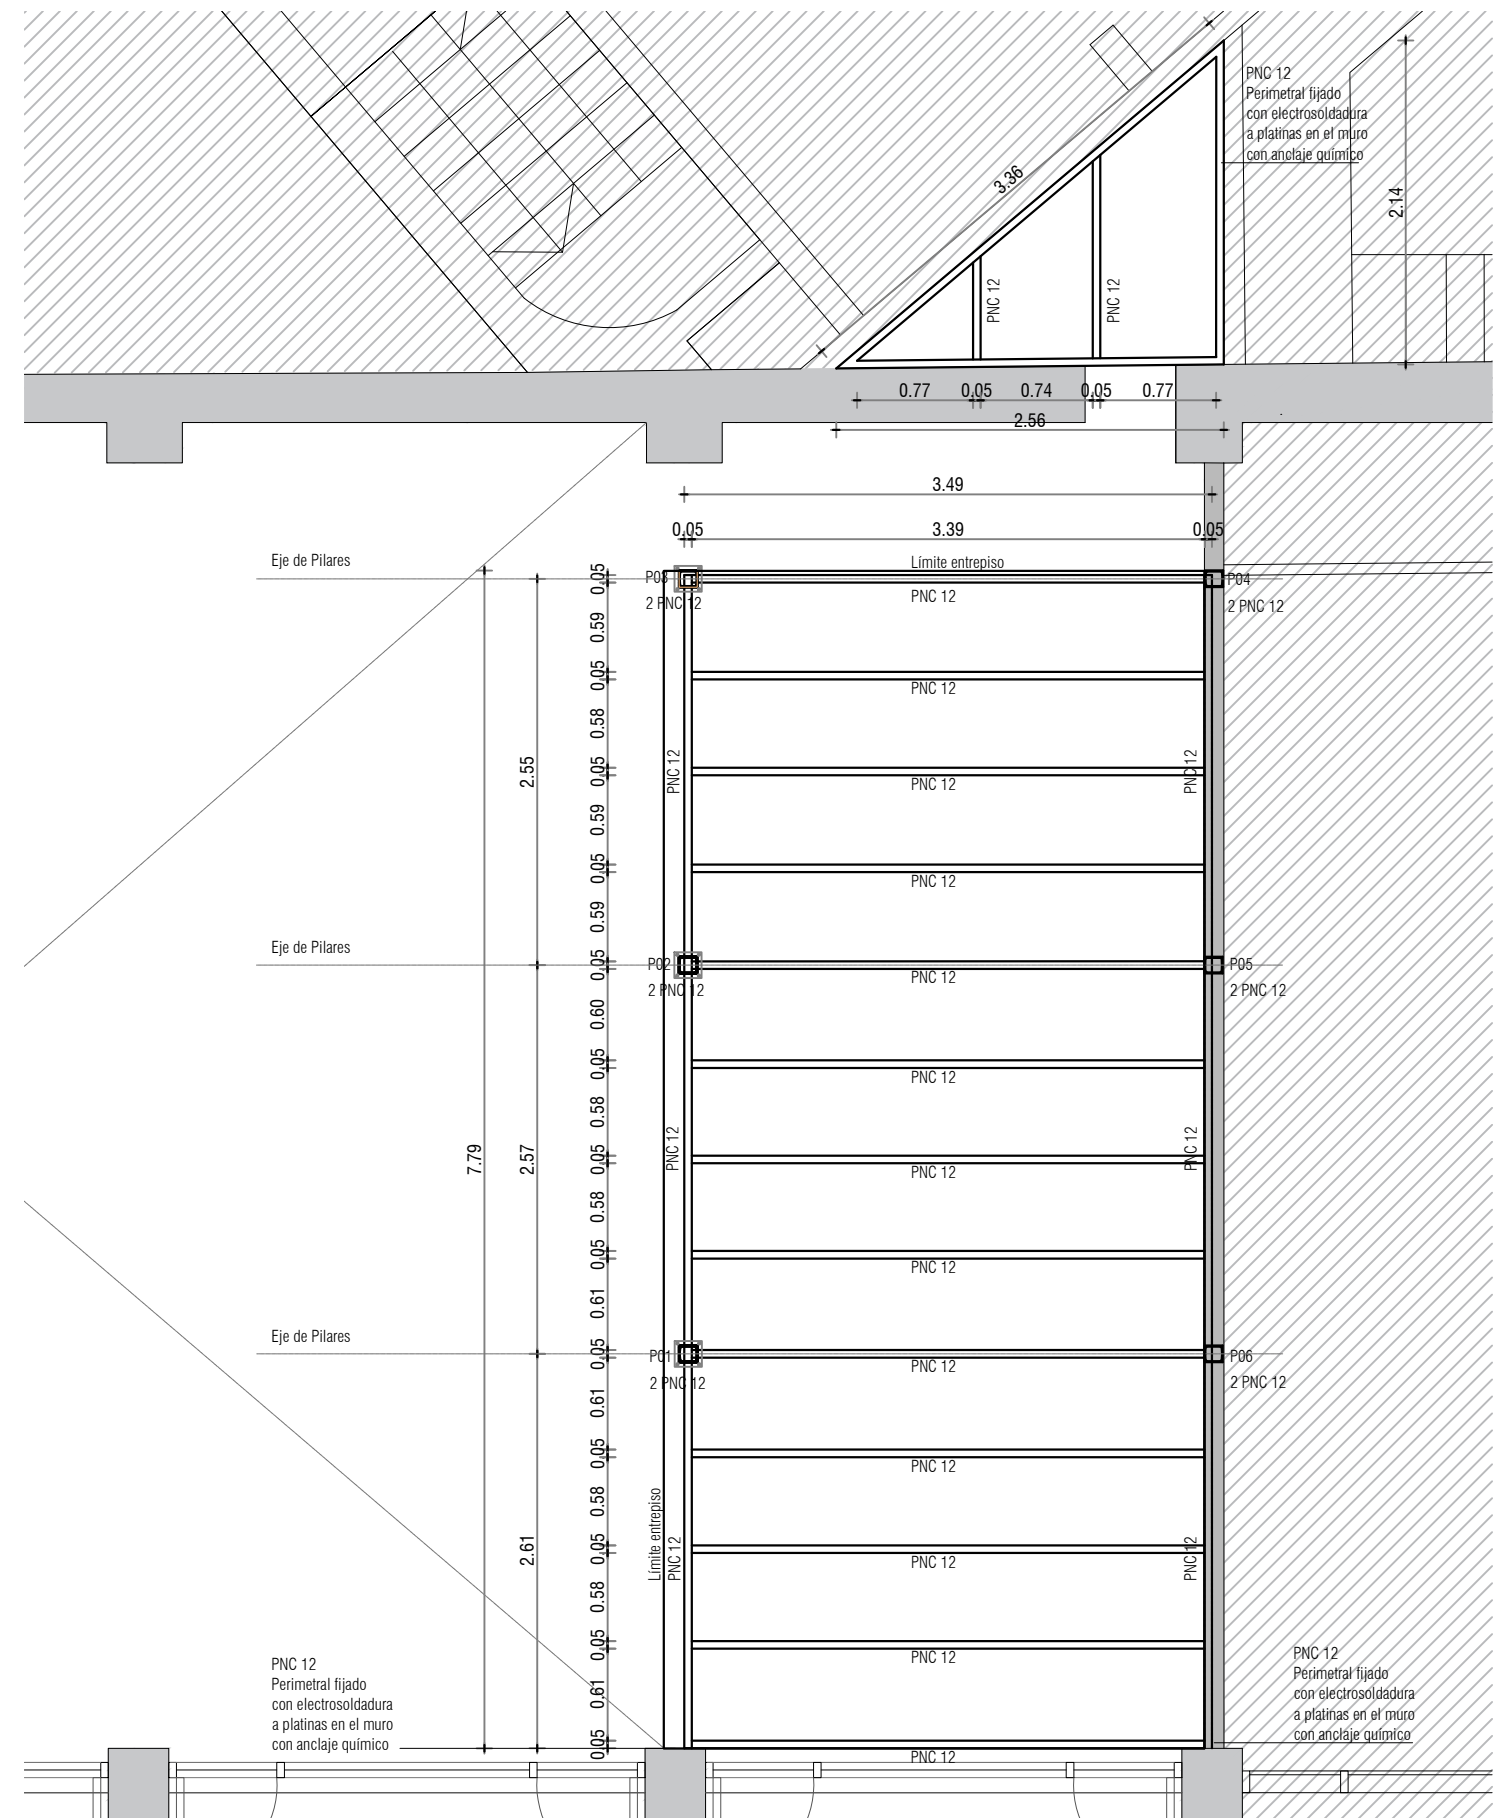 PNC 12
Perimetral fijado
con electrosoldadura
a platinas en el muro
con anclaje químico
3.36
2.14
PNC 12
PNC 12
0.77
0.05
0.74
0.05
0.77
2.56
3.49
0.05
3.39
0.05
Eje de Pilares
Límite entrepiso
P03
2 PNC 12
PNC 12
P04
2 PNC 12
0.05
0.59
0.05
PNC 12
0.58
2.55
PNC 12
PNC 12
0.05
PNC 12
0.59
0.05
PNC 12
0.59
Eje de Pilares
P02
2 PNC 12
0.05
PNC 12
P05
2 PNC 12
0.60
0.05
PNC 12
0.58
7.79
2.57
PNC 12
PNC 12
0.05
PNC 12
0.58
0.05
PNC 12
0.61
Eje de Pilares
P01
2 PNC 12
0.05
PNC 12
P06
2 PNC 12
0.61
0.05
PNC 12
0.58
2.61
Límite entrepiso
PNC 12
PNC 12
0.05
PNC 12
0.58
0.05
PNC 12
0.61
0.05
PNC 12
PNC 12
Perimetral fijado
con electrosoldadura
a platinas en el muro
con anclaje químico
PNC 12
Perimetral fijado
con electrosoldadura
a platinas en el muro
con anclaje químico